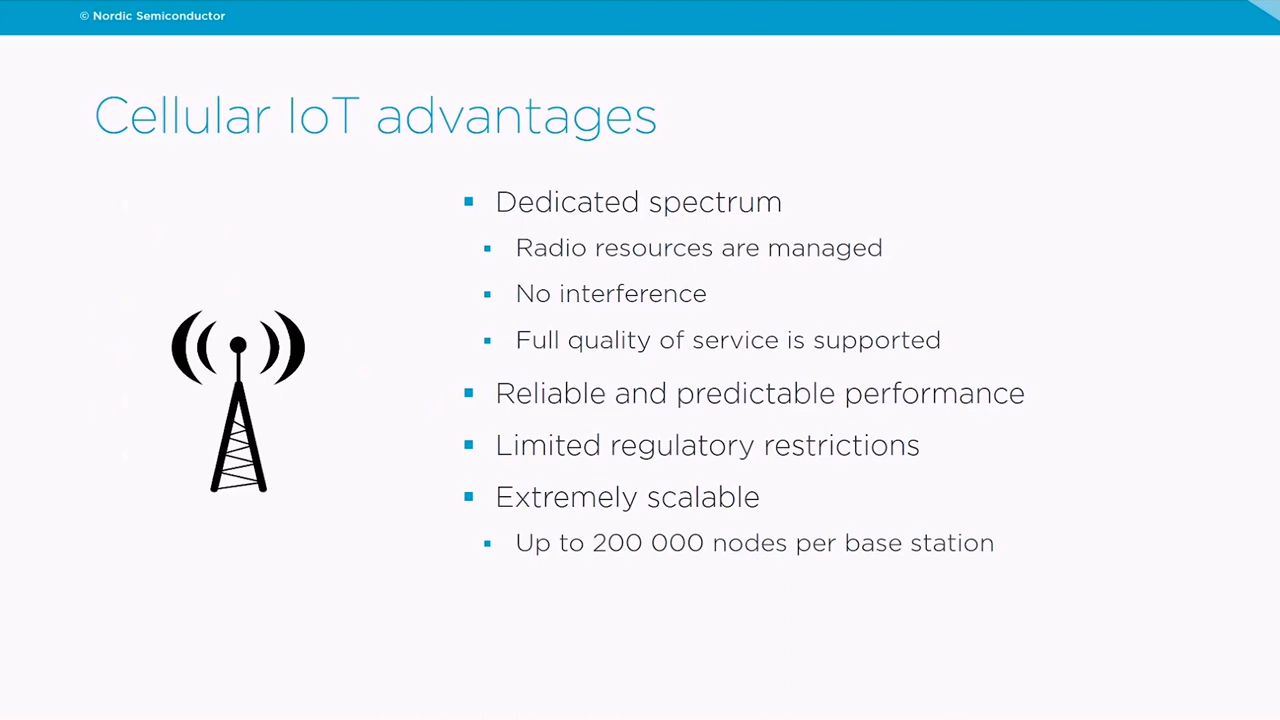 © Nordic Semiconductor
Cellular IoT advantages
Dedicated spectrum
Radio resources are managed
No interference
Full quality of service is supported
Reliable and predictable performance
Limited regulatory restrictions
Extremely scalable
Up to 200 000 nodes per base station